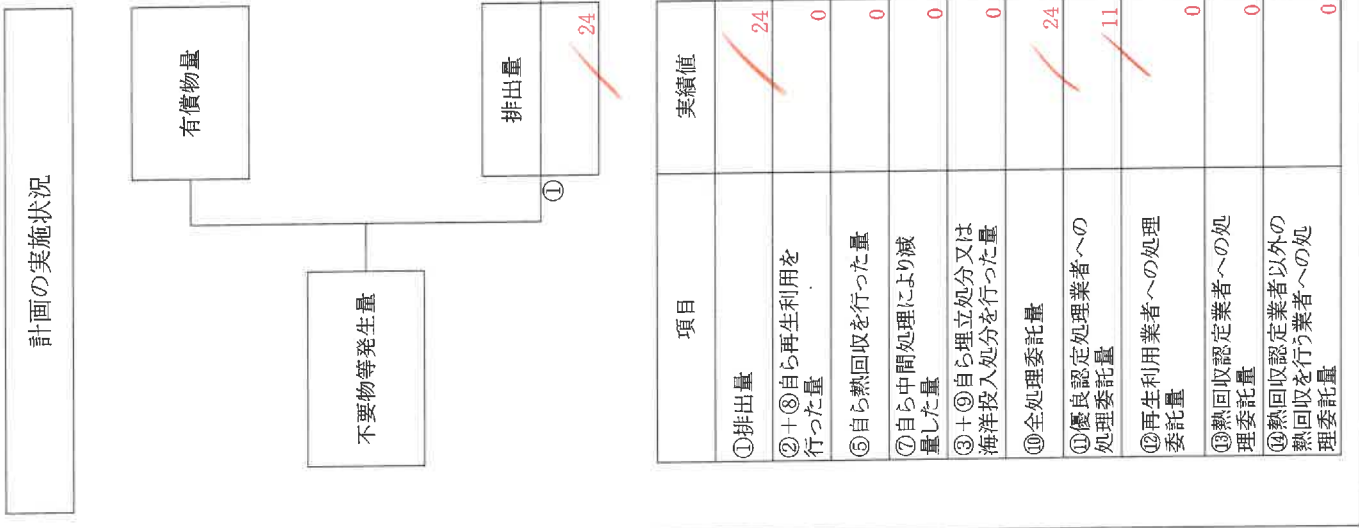 計画の実施状況
有償物量
不要物等発生量
排出量
①
24
項目
実績値
①排出量
24
②+⑧自ら再生利用を
行った量
0
⑤自ら熱回収を行った量
0
⑦自ら中間処理により減
量した量
0
③+⑨自ら埋立処分又は
海洋投入処分を行った量
0
⑩全処理委託量
24
⑪優良認定処理業者への
処理委託量
11
⑫再生利用業者への処理
委託量
0
⑬熱回収認定業者への処
理委託量
0
⑭熱回収認定業者以外の
熱回収を行う業者への処
理委託量
0